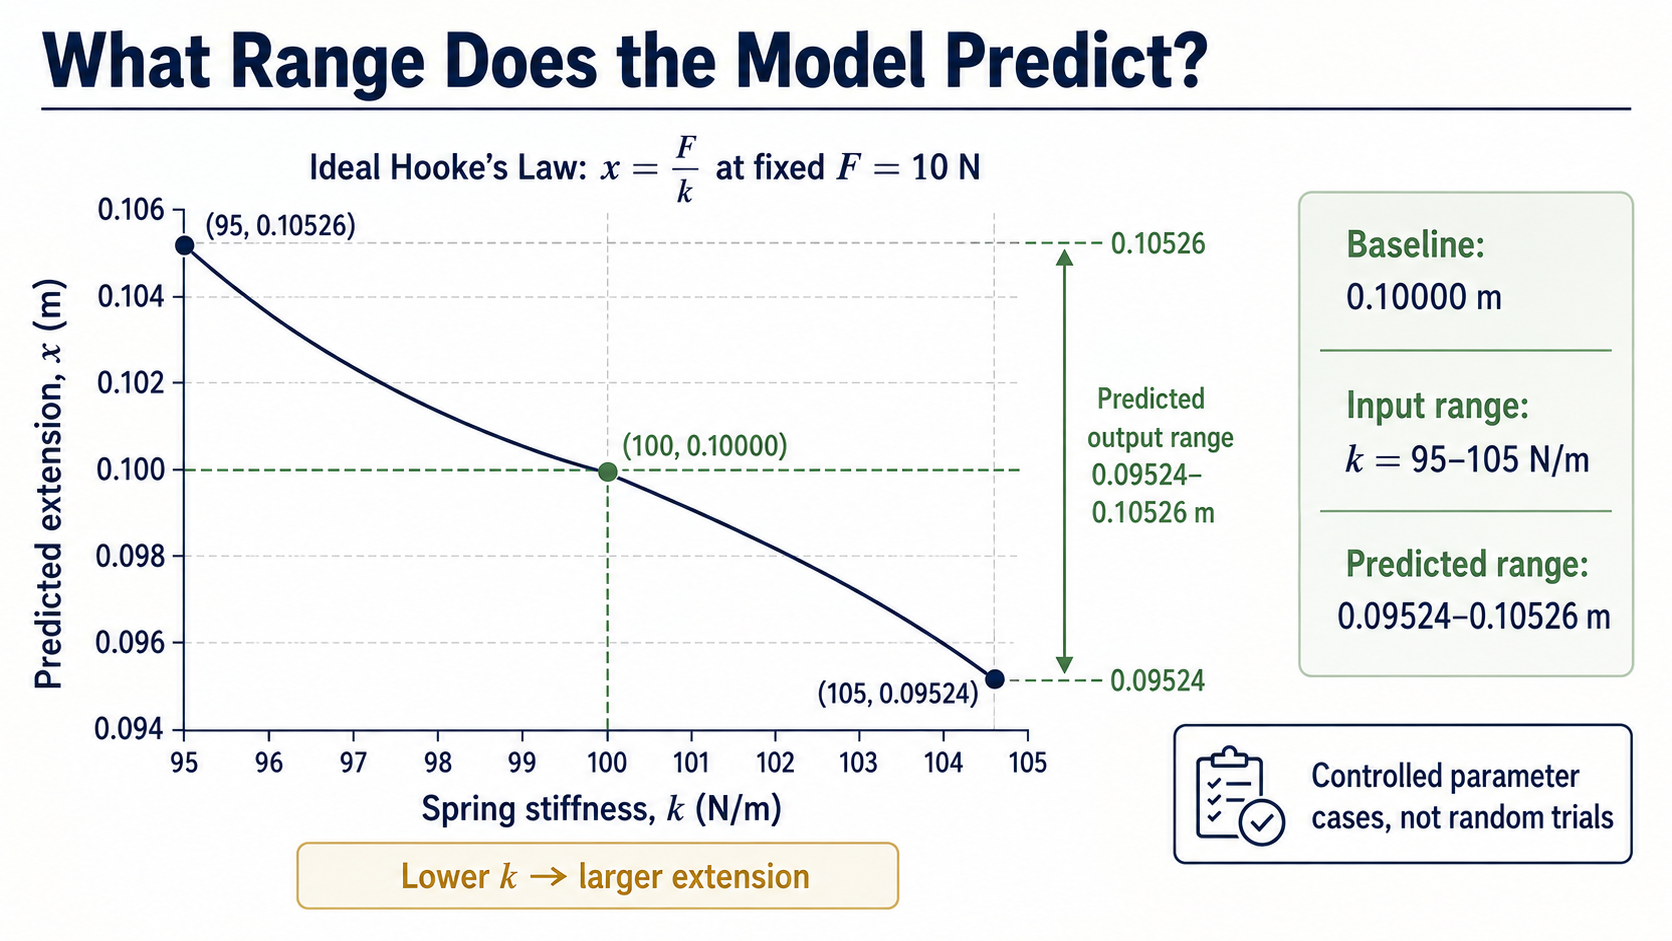 What Range Does the Model Predict?
Ideal Hooke's Law: x = F/k at fixed F = 10 N
Predicted extension, x (m)
0.106
0.104
0.102
0.100
0.098
0.096
0.094
(95, 0.10526)
(100, 0.10000)
(105, 0.09524)
95 96 97 98 99 100 101 102 103 104 105
Spring stiffness, k (N/m)
0.10526
Predicted
output range
0.09524–
0.10526 m
0.09524
Baseline:
0.10000 m
Input range:
k = 95–105 N/m
Predicted range:
0.09524–0.10526 m
Controlled parameter
cases, not random trials
Lower k → larger extension